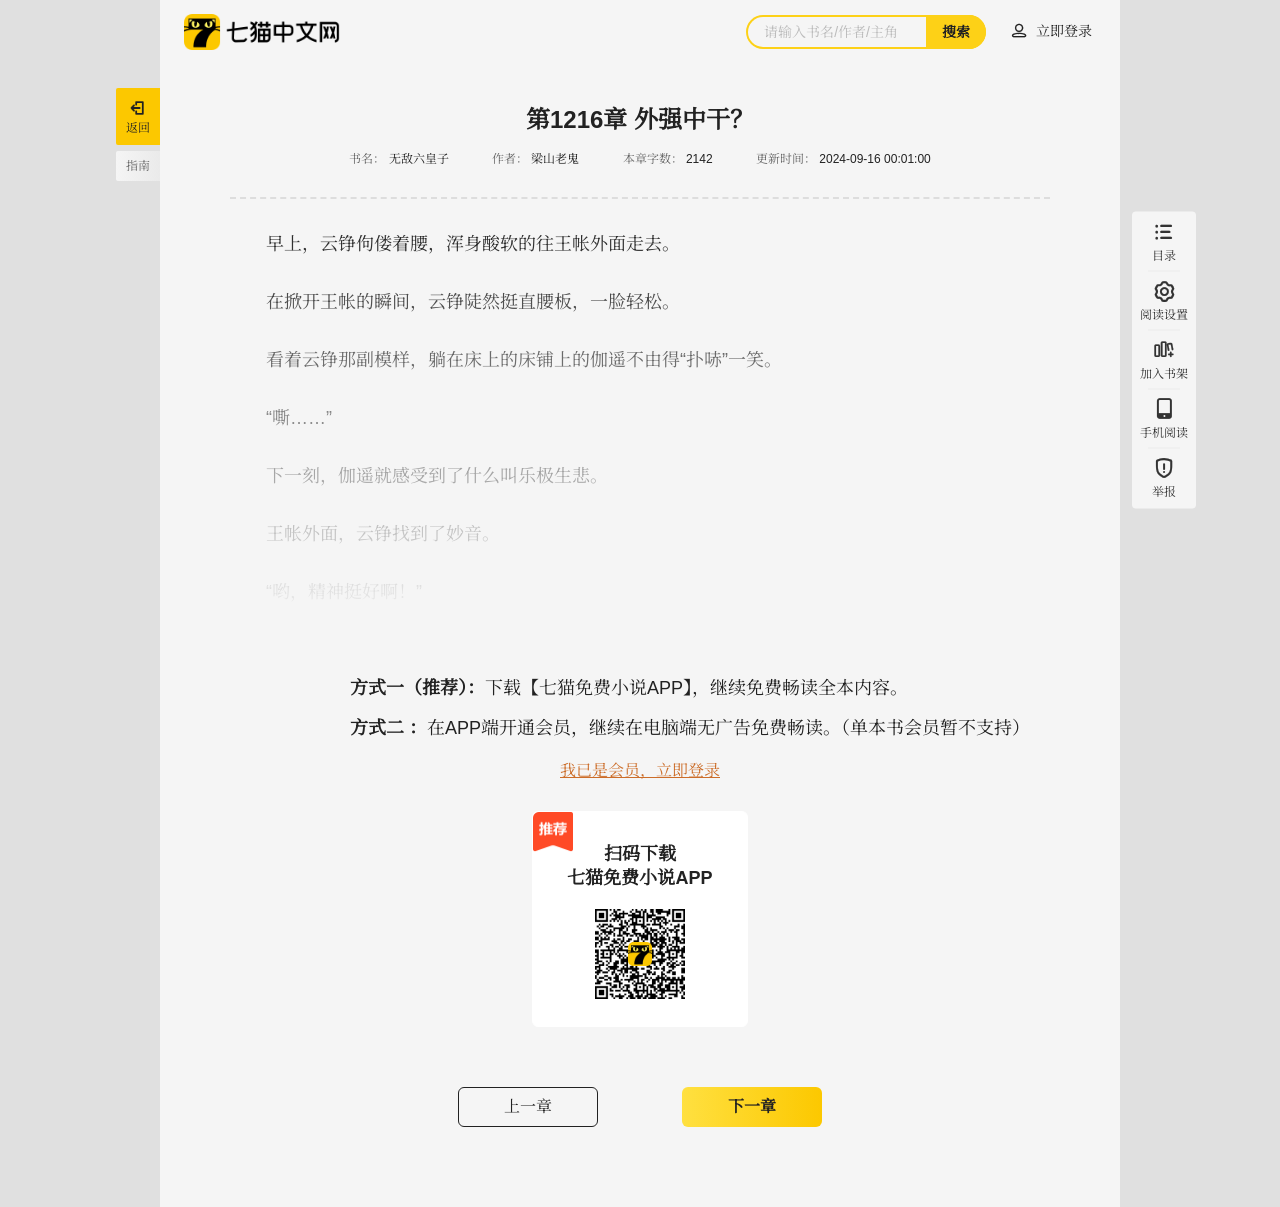 七猫中文网
请输入书名/作者/主角
搜索
立即登录
返回
指南
第1216章 外强中干？
书名： 无敌六皇子 作者： 梁山老鬼 本章字数： 2142 更新时间： 2024-09-16 00:01:00
早上，云铮佝偻着腰，浑身酸软的往王帐外面走去。
在掀开王帐的瞬间，云铮陡然挺直腰板，一脸轻松。
看着云铮那副模样，躺在床上的床铺上的伽遥不由得“扑哧”一笑。
“嘶……”
下一刻，伽遥就感受到了什么叫乐极生悲。
王帐外面，云铮找到了妙音。
“哟，精神挺好啊！”
目录
阅读设置
加入书架
手机阅读
举报
方式一（推荐）：下载【七猫免费小说APP】，继续免费畅读全本内容。
方式二 ：在APP端开通会员，继续在电脑端无广告免费畅读。（单本书会员暂不支持）
我已是会员，立即登录
推荐
扫码下载
七猫免费小说APP
上一章
下一章